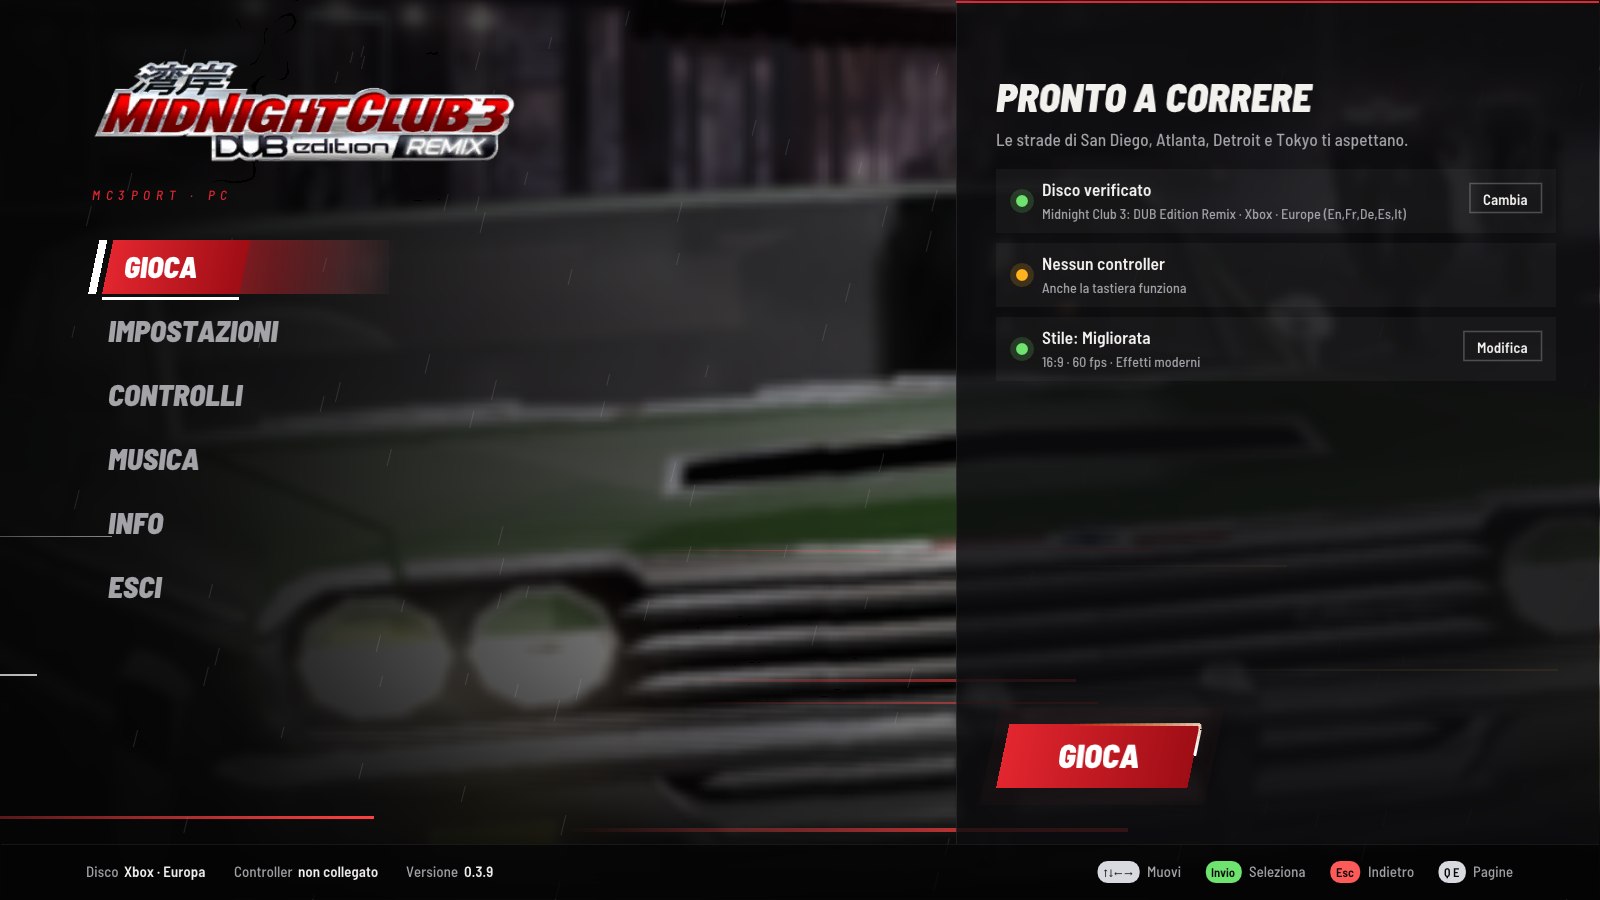 湾岸
MIDNIGHT CLUB 3
DUB edition REMIX
MC3PORT · PC
GIOCA
IMPOSTAZIONI
CONTROLLI
MUSICA
INFO
ESCI
PRONTO A CORRERE
Le strade di San Diego, Atlanta, Detroit e Tokyo ti aspettano.
Disco verificato
Midnight Club 3: DUB Edition Remix · Xbox · Europe (En,Fr,De,Es,It)
Cambia
Nessun controller
Anche la tastiera funziona
Stile: Migliorata
16:9 · 60 fps · Effetti moderni
Modifica
GIOCA
Disco Xbox · Europa Controller non collegato Versione 0.3.9
↑↓←→ Muovi Invio Seleziona Esc Indietro Q E Pagine